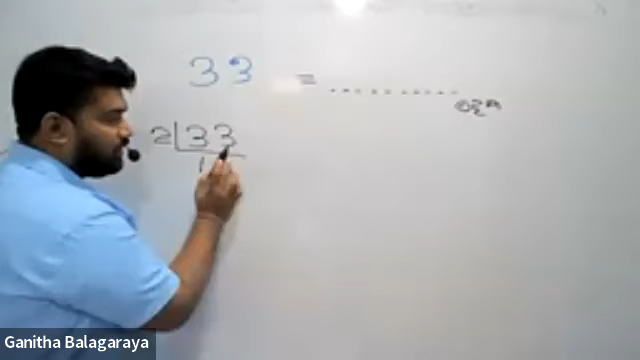 33 = ..........
2 33
1
Ganitha Balagaraya